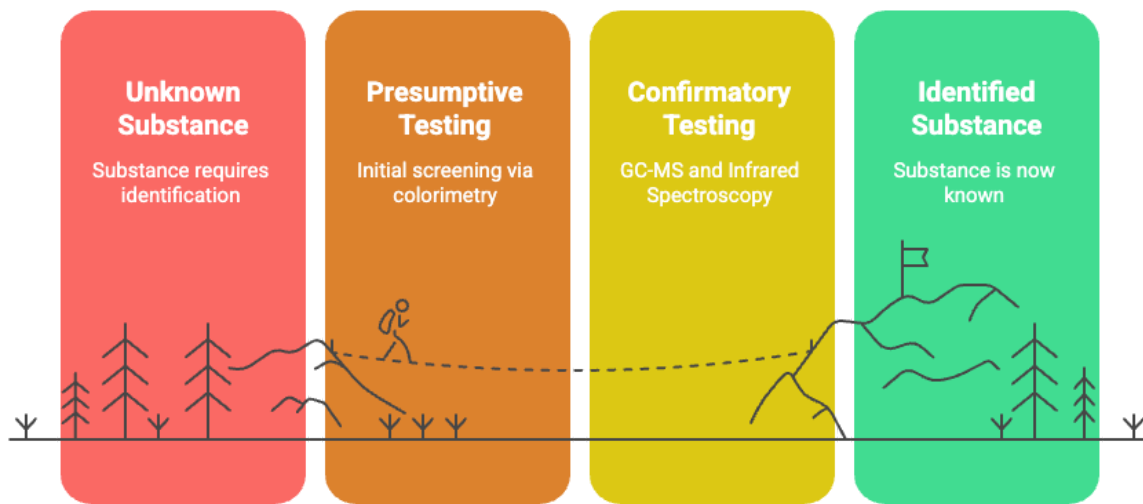 Unknown
Substance
Substance requires
identification
Presumptive
Testing
Initial screening via
colorimetry
Confirmatory
Testing
GC-MS and Infrared
Spectroscopy
Identified
Substance
Substance is now
known